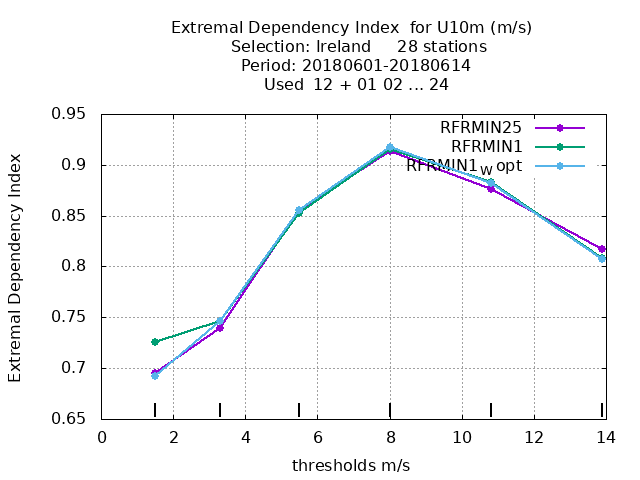 Extremal Dependency Index  for U10m (m/s)
Selection: Ireland     28 stations
Period: 20180601-20180614
Used  12 + 01 02 ... 24
RFRMIN25
RFRMIN1
RFRMIN1w opt
Extremal Dependency Index
0.95
0.9
0.85
0.8
0.75
0.7
0.65
0 2 4 6 8 10 12 14
thresholds m/s